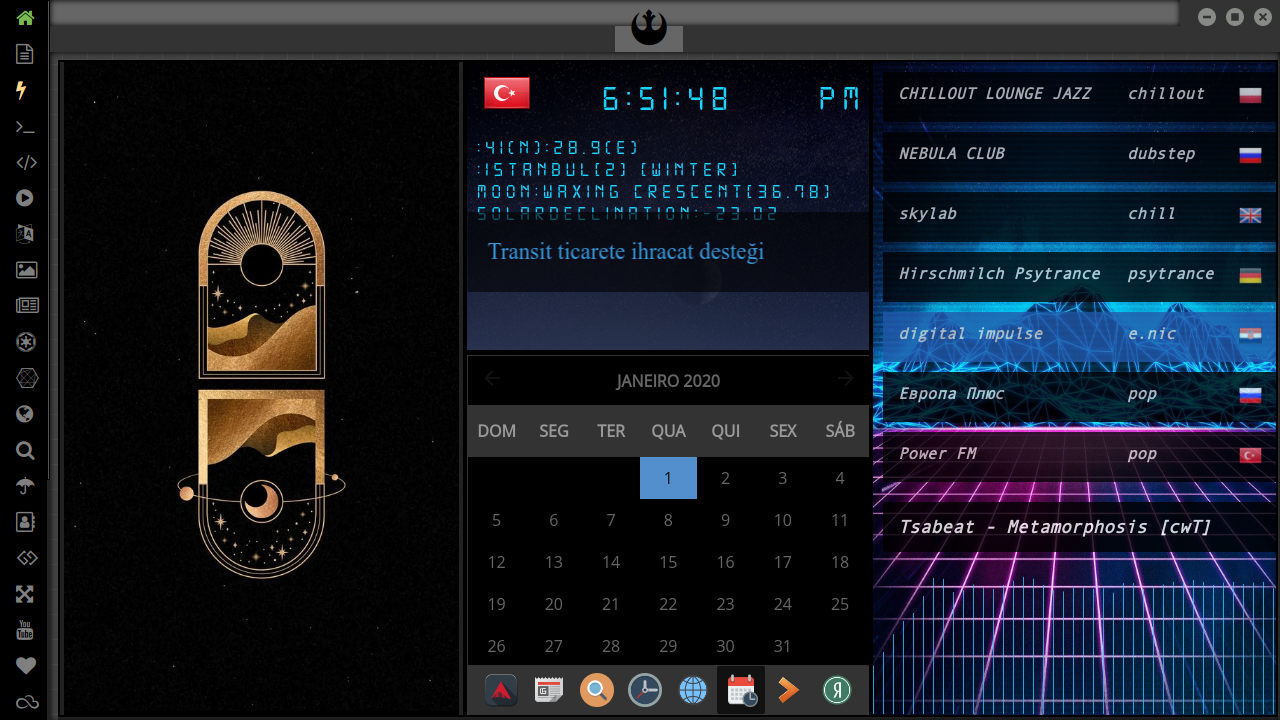 6:51:48 PM
:41(N):28.9(E)
:ISTANBUL(2) (WINTER)
MOON:WAXING CRESCENT(36.78)
SOLARDECLINATION:-23.02
Transit ticarete ihracat desteği
JANEIRO 2020
DOM SEG TER QUA QUI SEX SÁB
1 2 3 4
5 6 7 8 9 10 11
12 13 14 15 16 17 18
19 20 21 22 23 24 25
26 27 28 29 30 31
CHILLOUT LOUNGE JAZZ chillout
NEBULA CLUB dubstep
skylab chill
Hirschmilch Psytrance psytrance
digital impulse e.nic
Европа Плюс pop
Power FM pop
Tsabeat - Metamorphosis [cwT]
You
Tube
Я